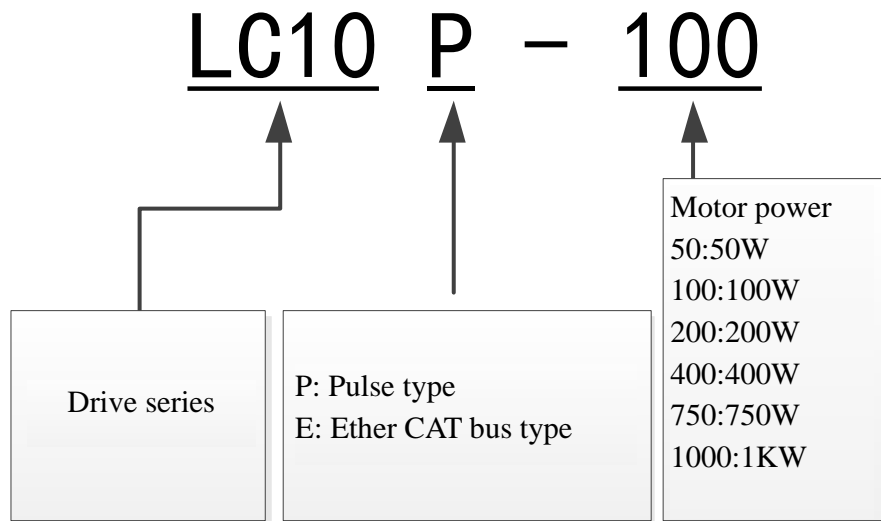 LC10 P - 100
Drive series
P: Pulse type
E: Ether CAT bus type
Motor power
50:50W
100:100W
200:200W
400:400W
750:750W
1000:1KW